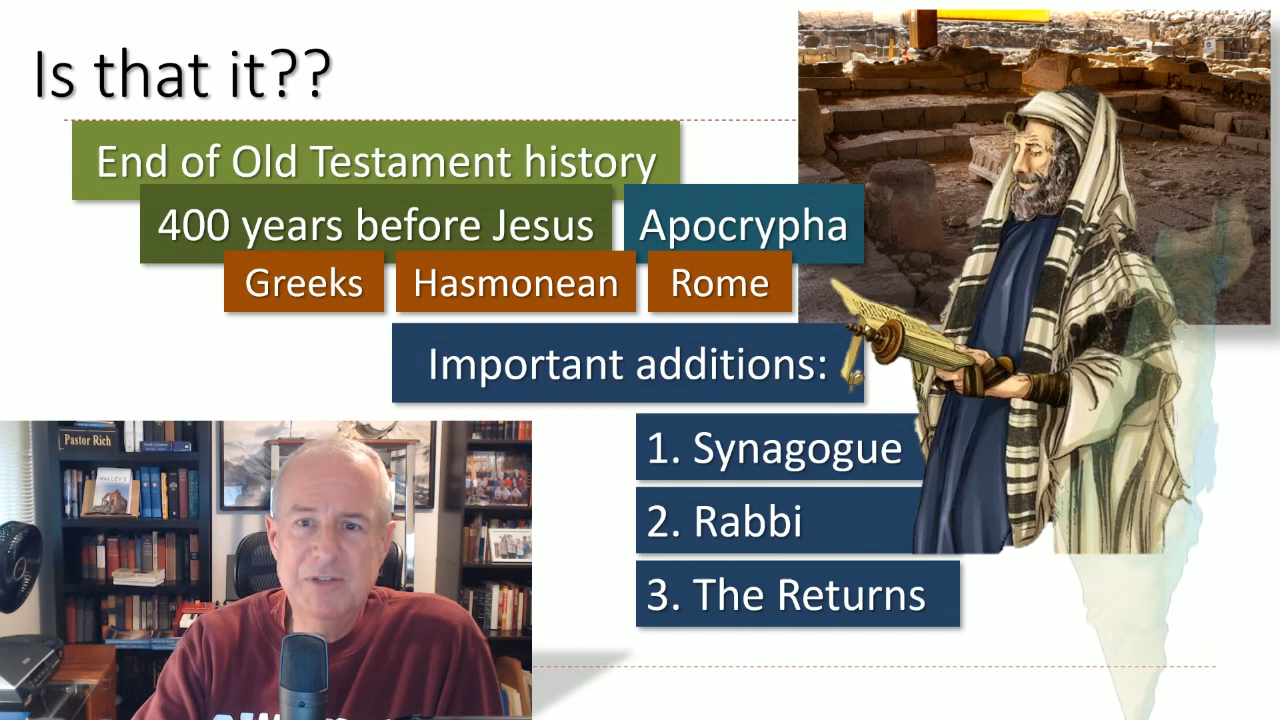 Is that it??
End of Old Testament history
400 years before Jesus
Apocrypha
Greeks
Hasmonean
Rome
Important additions:
1. Synagogue
2. Rabbi
3. The Returns
Pastor Rich
HALLEY'S